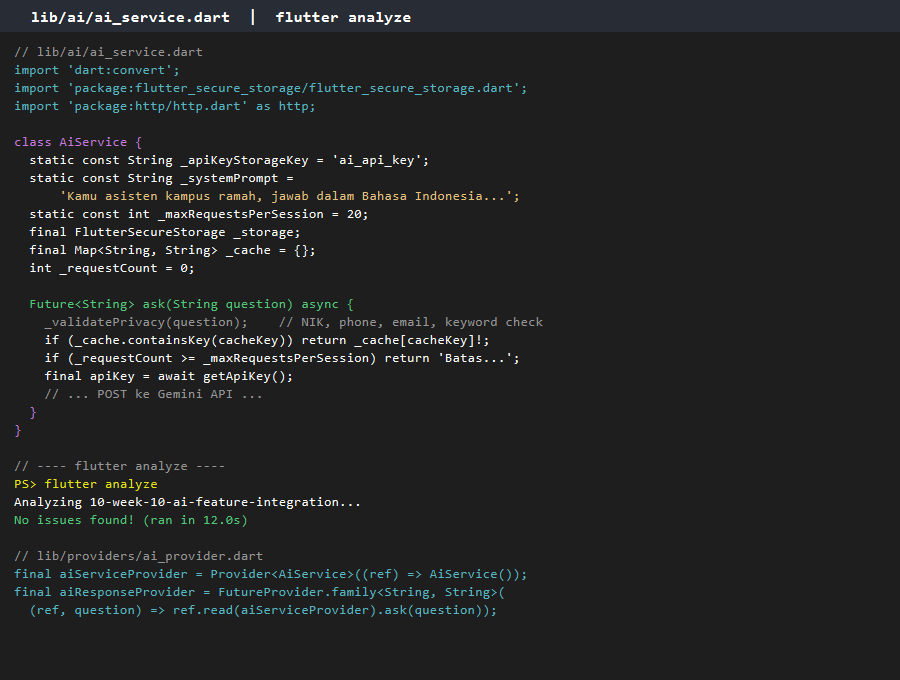 lib/ai/ai_service.dart | flutter analyze
// lib/ai/ai_service.dart
import 'dart:convert';
import 'package:flutter_secure_storage/flutter_secure_storage.dart';
import 'package:http/http.dart' as http;
class AiService {
static const String _apiKeyStorageKey = 'ai_api_key';
static const String _systemPrompt =
'Kamu asisten kampus ramah, jawab dalam Bahasa Indonesia...';
static const int _maxRequestsPerSession = 20;
final FlutterSecureStorage _storage;
final Map<String, String> _cache = {};
int _requestCount = 0;
Future<String> ask(String question) async {
_validatePrivacy(question);    // NIK, phone, email, keyword check
if (_cache.containsKey(cacheKey)) return _cache[cacheKey]!;
if (_requestCount >= _maxRequestsPerSession) return 'Batas...';
final apiKey = await getApiKey();
// ... POST ke Gemini API ...
}
}
// ---- flutter analyze ----
PS> flutter analyze
Analyzing 10-week-10-ai-feature-integration...
No issues found! (ran in 12.0s)
// lib/providers/ai_provider.dart
final aiServiceProvider = Provider<AiService>((ref) => AiService());
final aiResponseProvider = FutureProvider.family<String, String>(
(ref, question) => ref.read(aiServiceProvider).ask(question));